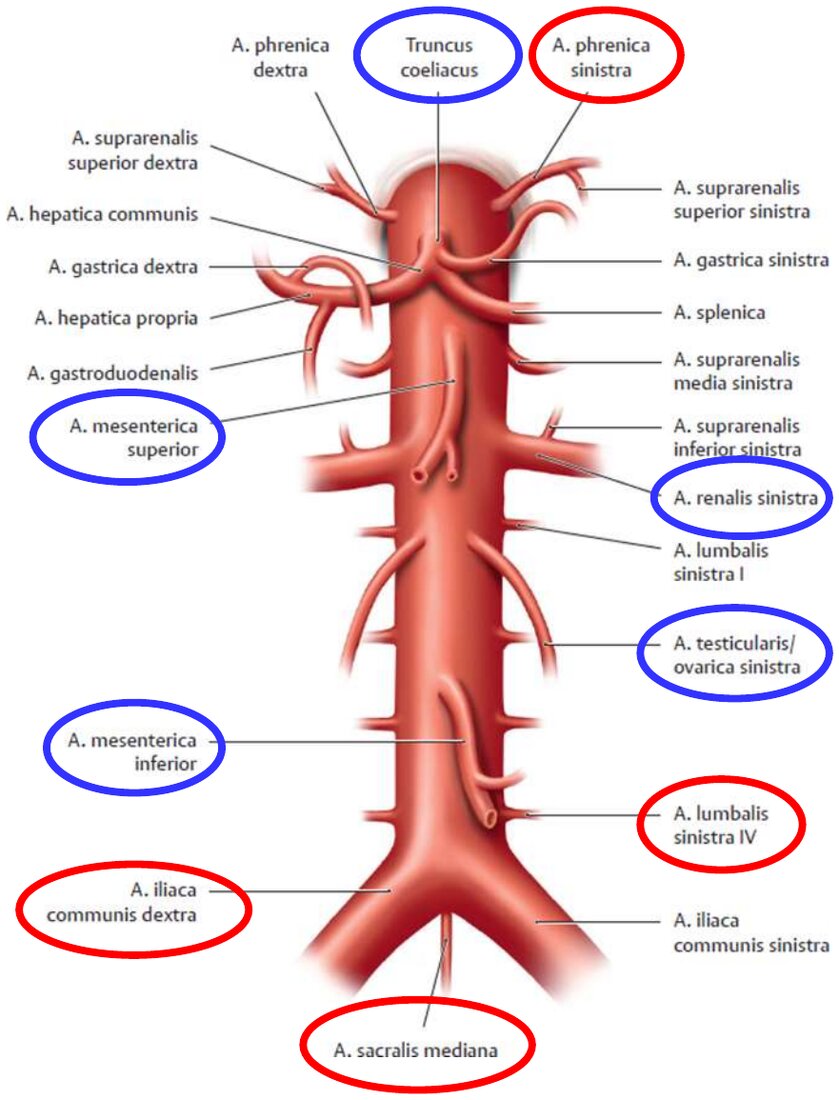 A. phrenica
dextra
Truncus
coeliacus
A. phrenica
sinistra
A. suprarenalis
superior dextra
A. hepatica communis
A. gastrica dextra
A. hepatica propria
A. gastroduodenalis
A. mesenterica
superior
A. mesenterica
inferior
A. iliaca
communis dextra
A. suprarenalis
superior sinistra
A. gastrica sinistra
A. splenica
A. suprarenalis
media sinistra
A. suprarenalis
inferior sinistra
A. renalis sinistra
A. lumbalis
sinistra I
A. testicularis/
ovarica sinistra
A. lumbalis
sinistra IV
A. iliaca
communis sinistra
A. sacralis mediana